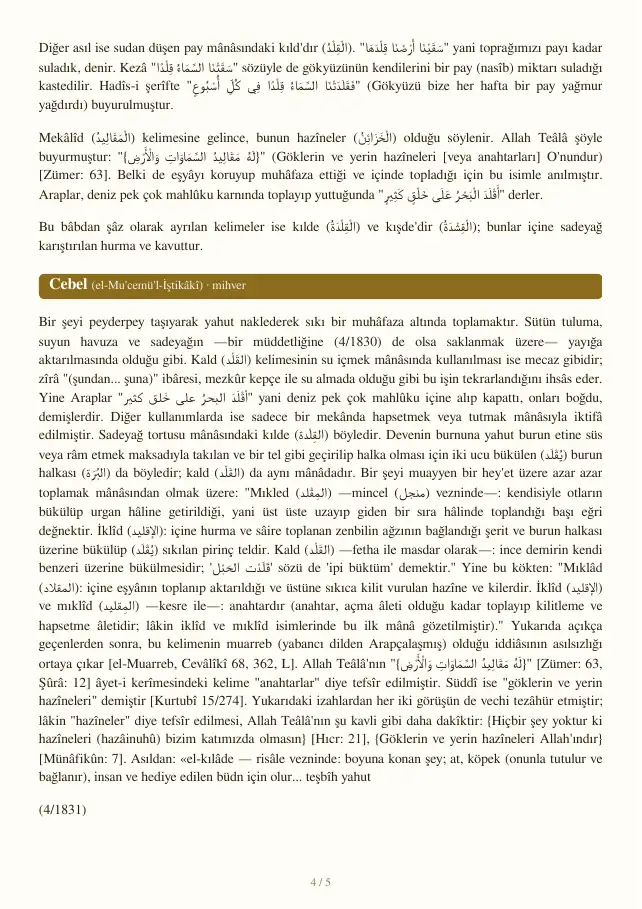 Diğer asıl ise sudan düşen pay mânâsındaki kıld'dır (الْقِلْدُ). "سَقَيْنَا أَرْضَنَا قِلْدَهَا" yani toprağımızı payı kadar
suladık, denir. Kezâ "سَقَتْنَا السَّمَاءُ قِلْدًا" sözüyle de gökyüzünün kendilerini bir pay (nasîb) miktarı suladığı
kastedilir. Hadîs-i şerîfte "فَقَلَدَتْنَا السَّمَاءُ قِلْدًا فِي كُلِّ أُسْبُوعٍ" (Gökyüzü bize her hafta bir pay yağmur
yağdırdı) buyurulmuştur.
Mekâlîd (الْمَقَالِيدُ) kelimesine gelince, bunun hazîneler (الْخَزَائِنُ) olduğu söylenir. Allah Teâlâ şöyle
buyurmuştur: "{لَهُ مَقَالِيدُ السَّمَاوَاتِ وَالْأَرْضِ}" (Göklerin ve yerin hazîneleri [veya anahtarları] O'nundur)
[Zümer: 63]. Belki de eşyâyı koruyup muhâfaza ettiği ve içinde topladığı için bu isimle anılmıştır.
Araplar, deniz pek çok mahlûku karnında toplayıp yuttuğunda "أَقْلَدَ الْبَحْرُ عَلَى خَلْقٍ كَثِيرٍ" derler.
Bu bâbdan şâz olarak ayrılan kelimeler ise kılde (الْقِلْدَةُ) ve kışde'dir (الْقِشْدَةُ); bunlar içine sadeyağ
karıştırılan hurma ve kavuttur.
Cebel (el-Mu'cemü'l-İştikâkî) · mihver
Bir şeyi peyderpey taşıyarak yahut naklederek sıkı bir muhâfaza altında toplamaktır. Sütün tuluma,
suyun havuza ve sadeyağın —bir müddetliğine (4/1830) de olsa saklanmak üzere— yayığa
aktarılmasında olduğu gibi. Kald (القَلْد) kelimesinin su içmek mânâsında kullanılması ise mecaz gibidir;
zîrâ "(şundan... şuna)" ibâresi, mezkûr kepçe ile su almada olduğu gibi bu işin tekrarlandığını ihsâs eder.
Yine Araplar "أَقْلَدَ البحرُ على خَلق كثير" yani deniz pek çok mahlûku içine alıp kapattı, onları boğdu,
demişlerdir. Diğer kullanımlarda ise sadece bir mekânda hapsetmek veya tutmak mânâsıyla iktifâ
edilmiştir. Sadeyağ tortusu mânâsındaki kılde (القِلدة) böyledir. Devenin burnuna yahut burun etine süs
veya râm etmek maksadıyla takılan ve bir tel gibi geçirilip halka olması için iki ucu bükülen (يُقْلَد) burun
halkası (البُرَة) da böyledir; kald (القَلْد) da aynı mânâdadır. Bir şeyi muayyen bir hey'et üzere azar azar
toplamak mânâsından olmak üzere: "Mıkled (المِقْلد) —mincel (منجل) vezninde—: kendisiyle otların
bükülüp urgan hâline getirildiği, yani üst üste uzayıp giden bir sıra hâlinde toplandığı başı eğri
değnektir. İklîd (الإقليد): içine hurma ve sâire toplanan zenbilin ağzının bağlandığı şerit ve burun halkası
üzerine bükülüp (يُقْلَد) sıkılan pirinç teldir. Kald (القَلْد) —fetha ile masdar olarak—: ince demirin kendi
benzeri üzerine bükülmesidir; 'قَلَدْت الحَبْل' sözü de 'ipi büktüm' demektir." Yine bu kökten: "Mıklâd
(المقلاد): içine eşyânın toplanıp aktarıldığı ve üstüne sıkıca kilit vurulan hazîne ve kilerdir. İklîd (الإقليد)
ve mıklîd (المِقليد) —kesre ile—: anahtardır (anahtar, açma âleti olduğu kadar toplayıp kilitleme ve
hapsetme âletidir; lâkin iklîd ve mıklîd isimlerinde bu ilk mânâ gözetilmiştir)." Yukarıda açıkça
geçenlerden sonra, bu kelimenin muarreb (yabancı dilden Arapçalaşmış) olduğu iddiâsının asılsızlığı
ortaya çıkar [el-Muarreb, Cevâlîkî 68, 362, L]. Allah Teâlâ'nın "{لَهُ مَقَالِيدُ السَّمَاوَاتِ وَالْأَرْضِ}" [Zümer: 63,
Şûrâ: 12] âyet-i kerîmesindeki kelime "anahtarlar" diye tefsîr edilmiştir. Süddî ise "göklerin ve yerin
hazîneleri" demiştir [Kurtubî 15/274]. Yukarıdaki izahlardan her iki görüşün de vechi tezâhür etmiştir;
lâkin "hazîneler" diye tefsîr edilmesi, Allah Teâlâ'nın şu kavli gibi daha dakîktir: {Hiçbir şey yoktur ki
hazîneleri (hazâinuhû) bizim katımızda olmasın} [Hıcr: 21], {Göklerin ve yerin hazîneleri Allah'ındır}
[Münâfikûn: 7]. Asıldan: «el-kılâde — risâle vezninde: boyuna konan şey; at, köpek (onunla tutulur ve
bağlanır), insan ve hediye edilen büdn için olur... teşbîh yahut
(4/1831)
4 / 5